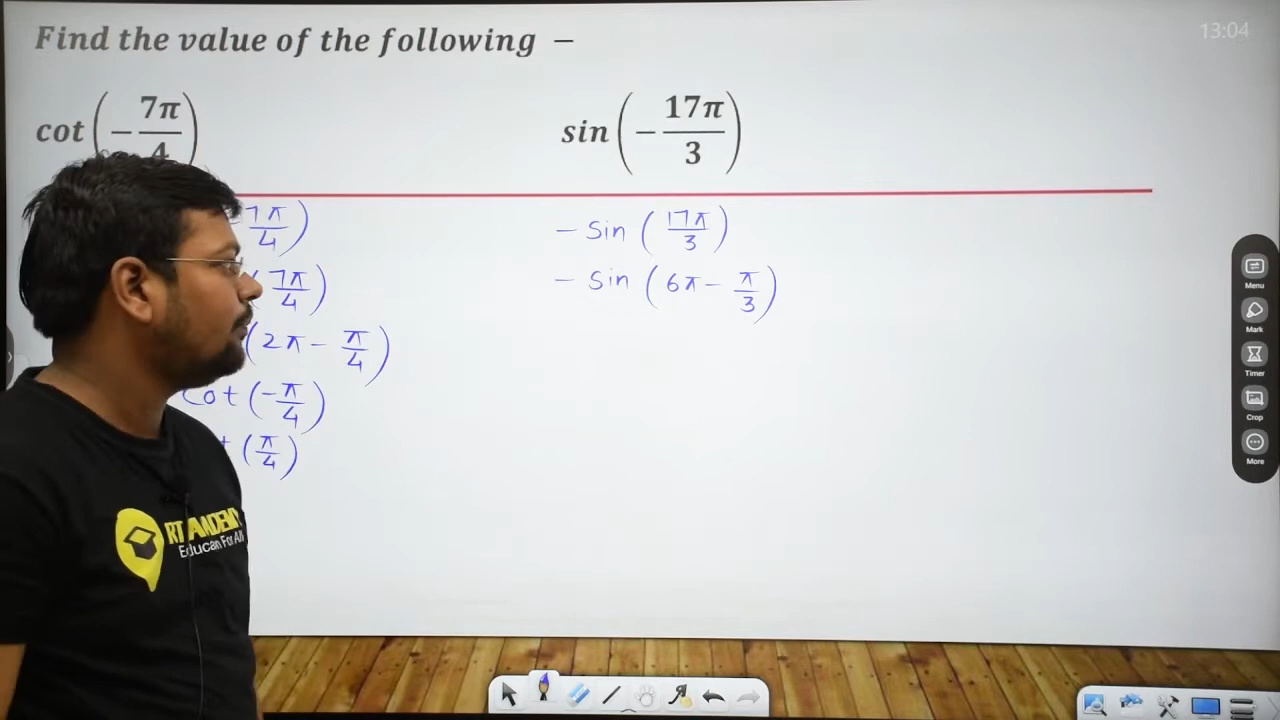 Find the value of the following –
13:04
cot(-7π/4)
sin(-17π/3)
7π/4)
(7π/4)
(2π - π/4)
Cot (-π/4)
(π/4)
- Sin (17π/3)
- Sin (6π - π/3)
Menu
Mark
Timer
Crop
More